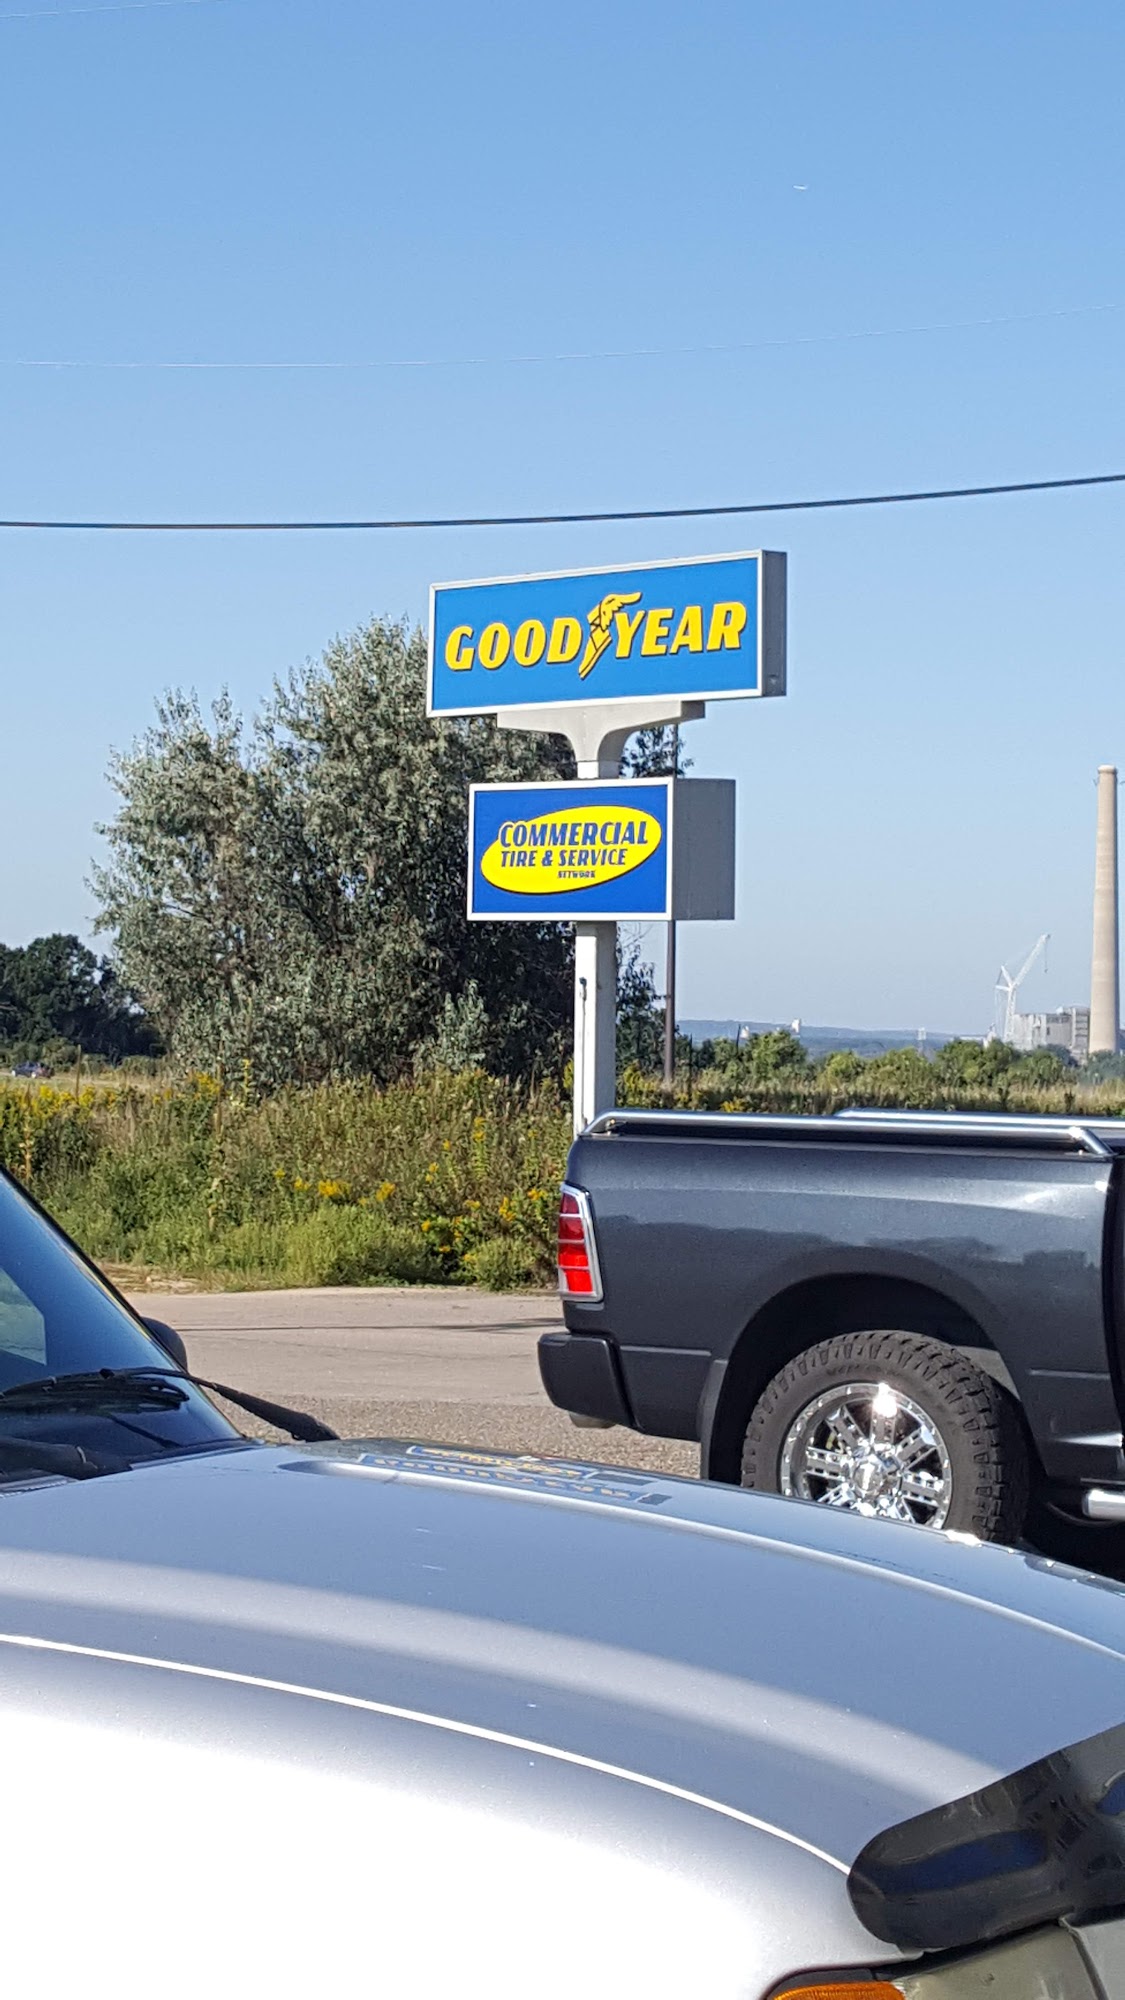 GOODYEAR
COMMERCIAL
TIRE & SERVICE
NETWORK